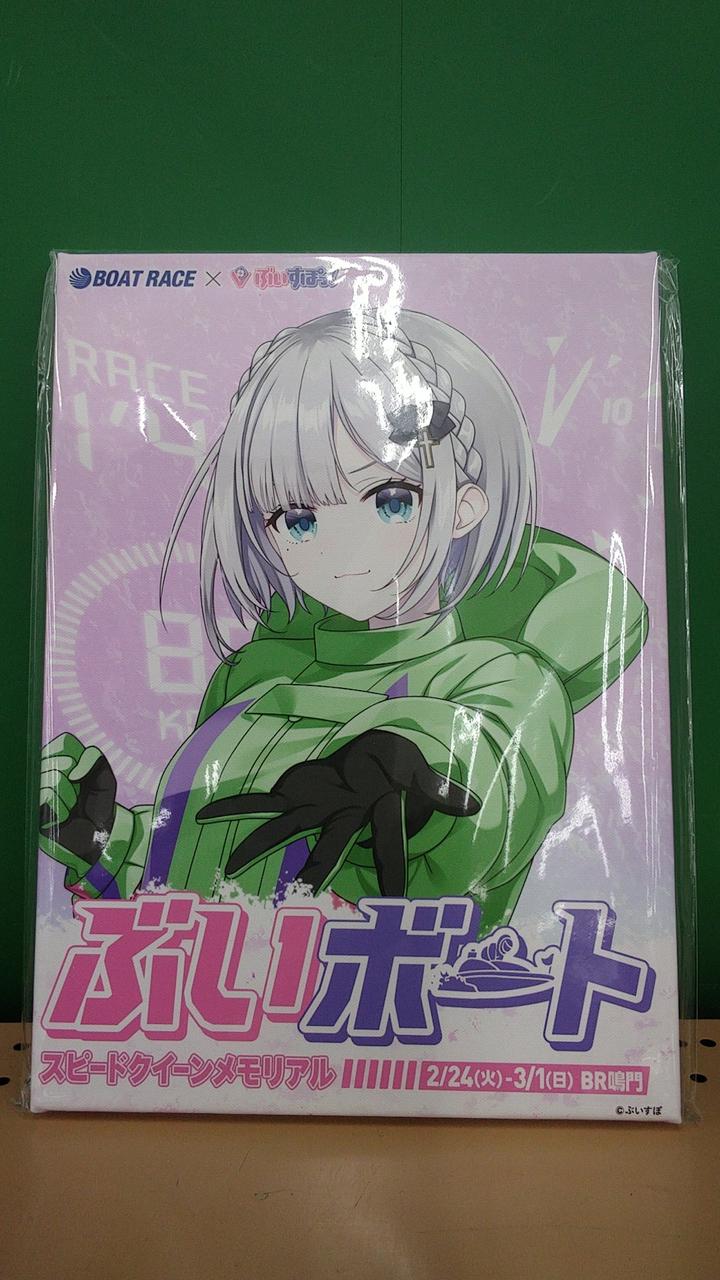 BOAT RACE × ぶいすぽっ!
RACE
V
10
8
ぶいボート
スピードクイーンメモリアル
2/24(火)-3/1(日) BR鳴門
©ぶいすぽ